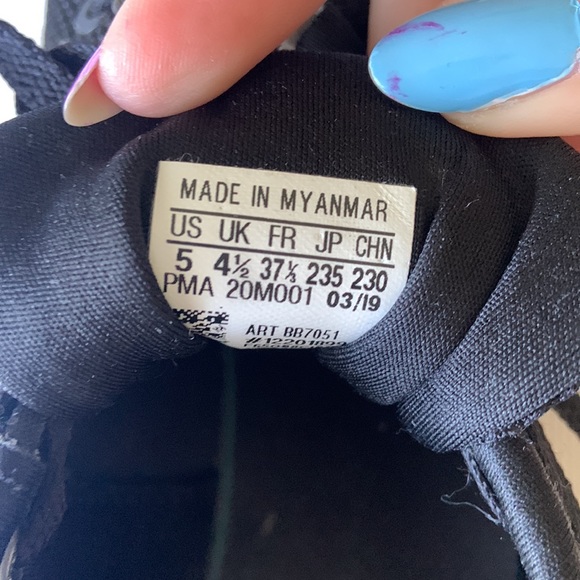 MADE IN MYANMAR
US UK FR JP CHN
5 4½ 37⅓ 235 230
PMA 20M001 03/19
ART BB7051